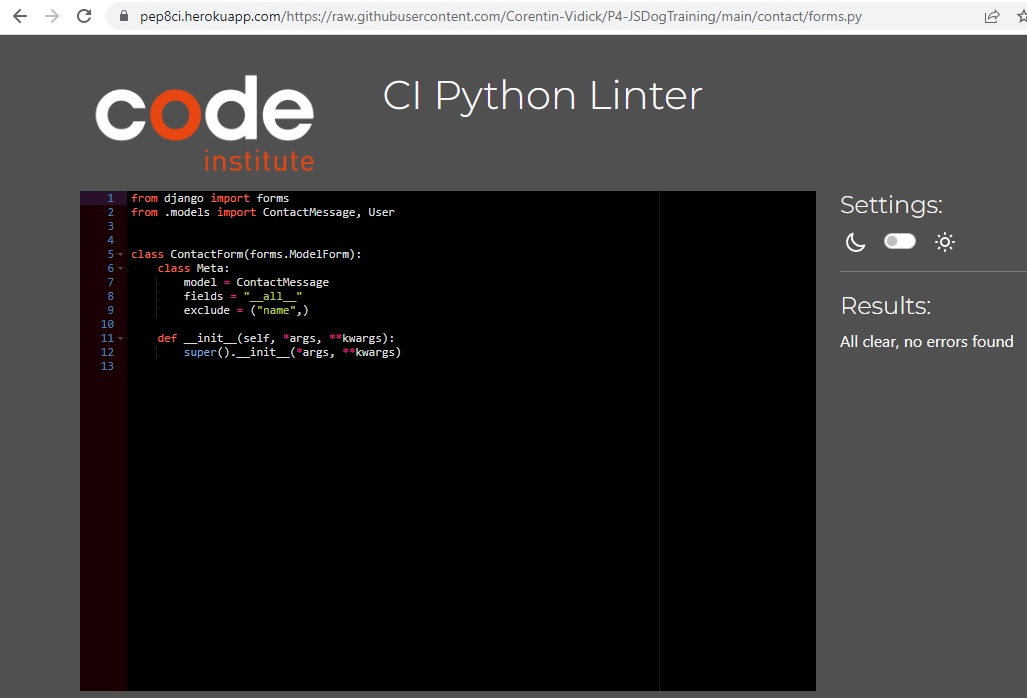 pep8ci.herokuapp.com/https://raw.githubusercontent.com/Corentin-Vidick/P4-JSDogTraining/main/contact/forms.py
code
institute
CI Python Linter
1 from django import forms
2 from .models import ContactMessage, User
3
4
5 class ContactForm(forms.ModelForm):
6     class Meta:
7         model = ContactMessage
8         fields = "__all__"
9         exclude = ("name",)
10
11     def __init__(self, *args, **kwargs):
12         super().__init__(*args, **kwargs)
13
Settings:
Results:
All clear, no errors found